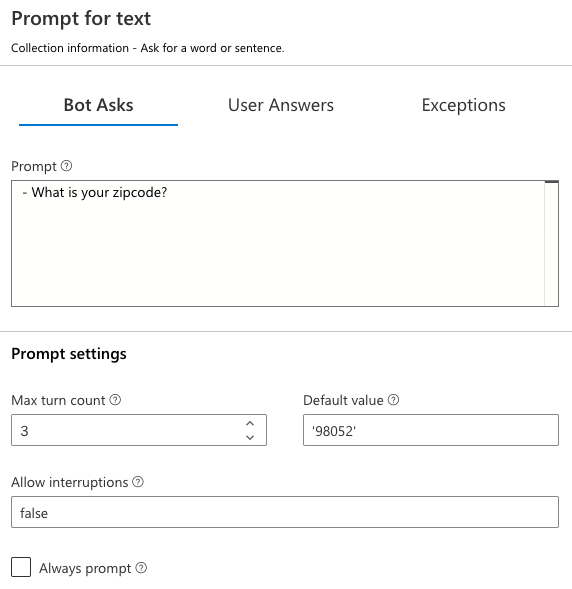 Prompt for text
Collection information - Ask for a word or sentence.
Bot Asks User Answers Exceptions
Prompt
- What is your zipcode?
Prompt settings
Max turn count Default value
3 '98052'
Allow interruptions
false
Always prompt